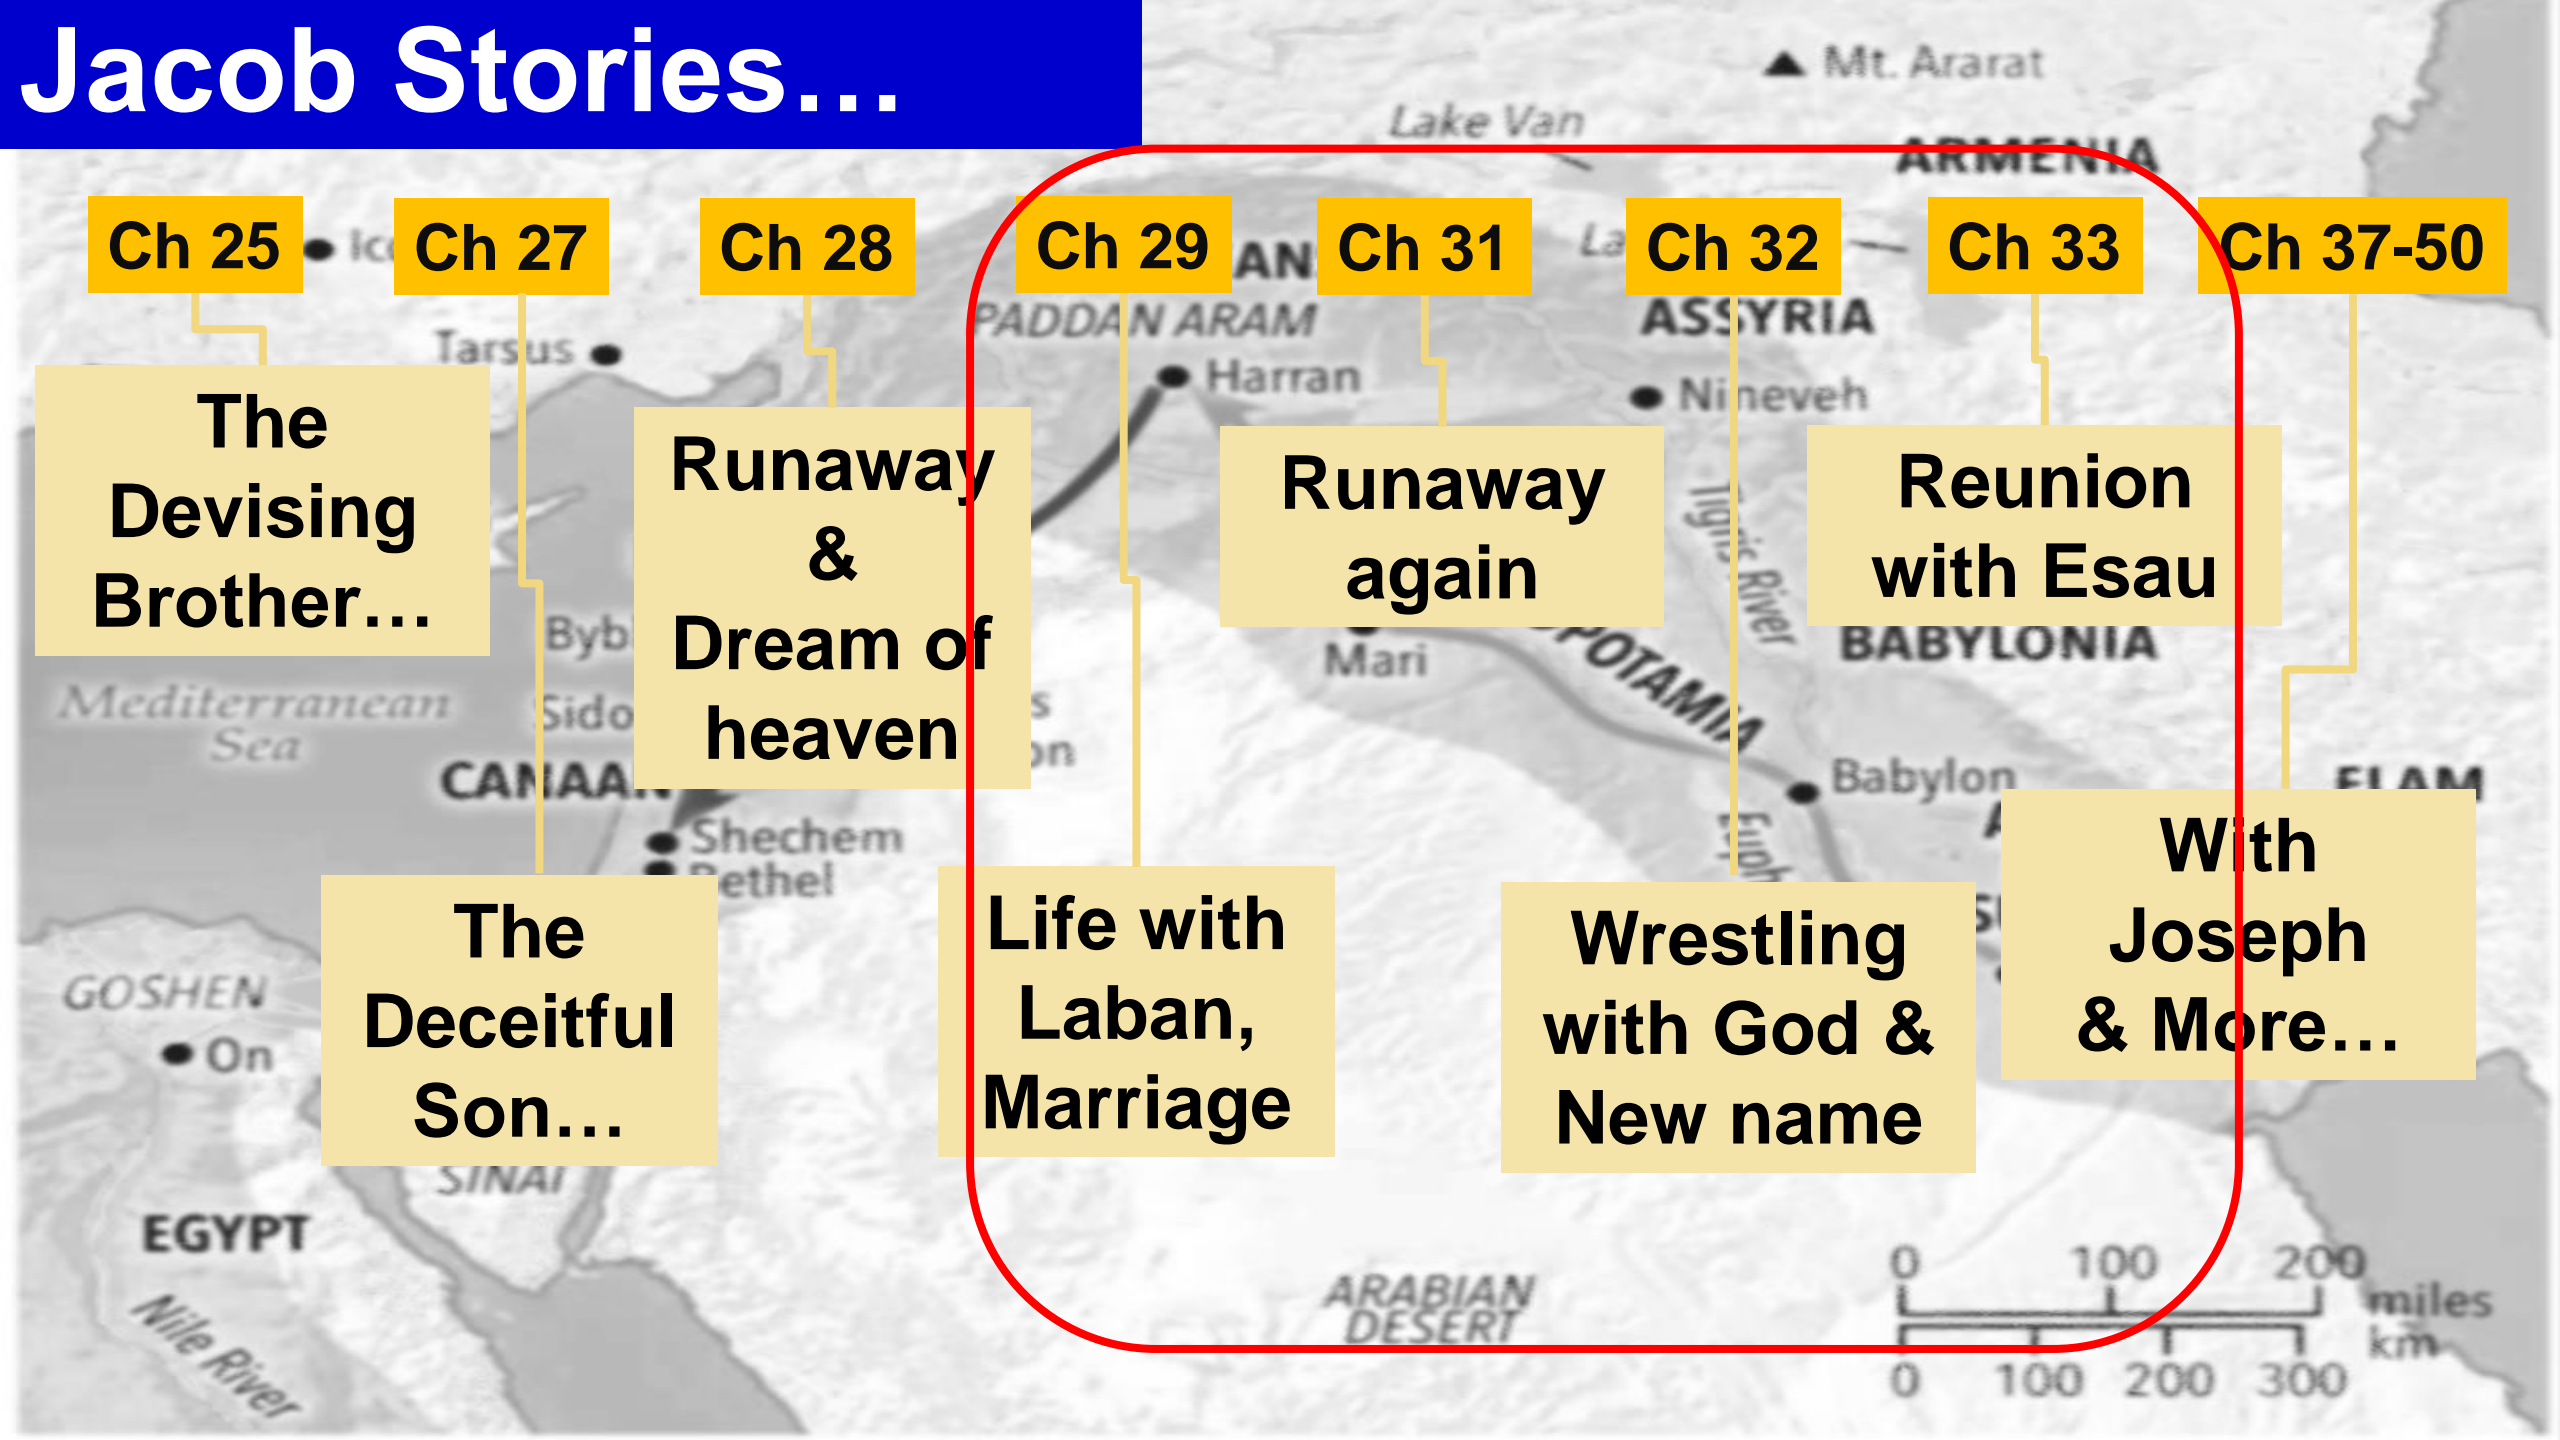 Jacob Stories…
Mt. Ararat
Lake Van
ARMENIA
Ch 25
Ch 27
Ch 28
Ch 29
Ch 31
Ch 32
Ch 33
Ch 37-50
PADDAN ARAM
ASSYRIA
Tarsus
Harran
Nineveh
The
Devising
Brother…
Runaway
&
Dream of
heaven
Runaway
again
Reunion
with Esau
Tigris River
BABYLONIA
Mari
Mediterranean
Sea
Babylon
ELAM
Shechem
Bethel
The
Deceitful
Son…
Life with
Laban,
Marriage
Wrestling
with God &
New name
With
Joseph
& More…
GOSHEN
On
SINAI
EGYPT
Nile River
ARABIAN
DESERT
0 100 200
miles
km
0 100 200 300